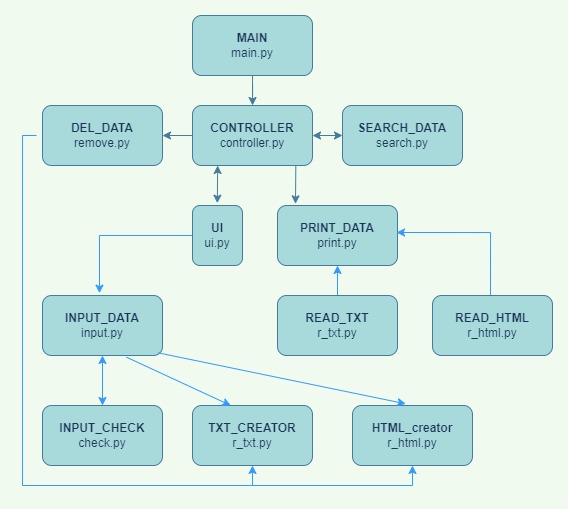 MAIN
main.py
DEL_DATA
remove.py
CONTROLLER
controller.py
SEARCH_DATA
search.py
UI
ui.py
PRINT_DATA
print.py
INPUT_DATA
input.py
READ_TXT
r_txt.py
READ_HTML
r_html.py
INPUT_CHECK
check.py
TXT_CREATOR
r_txt.py
HTML_creator
r_html.py